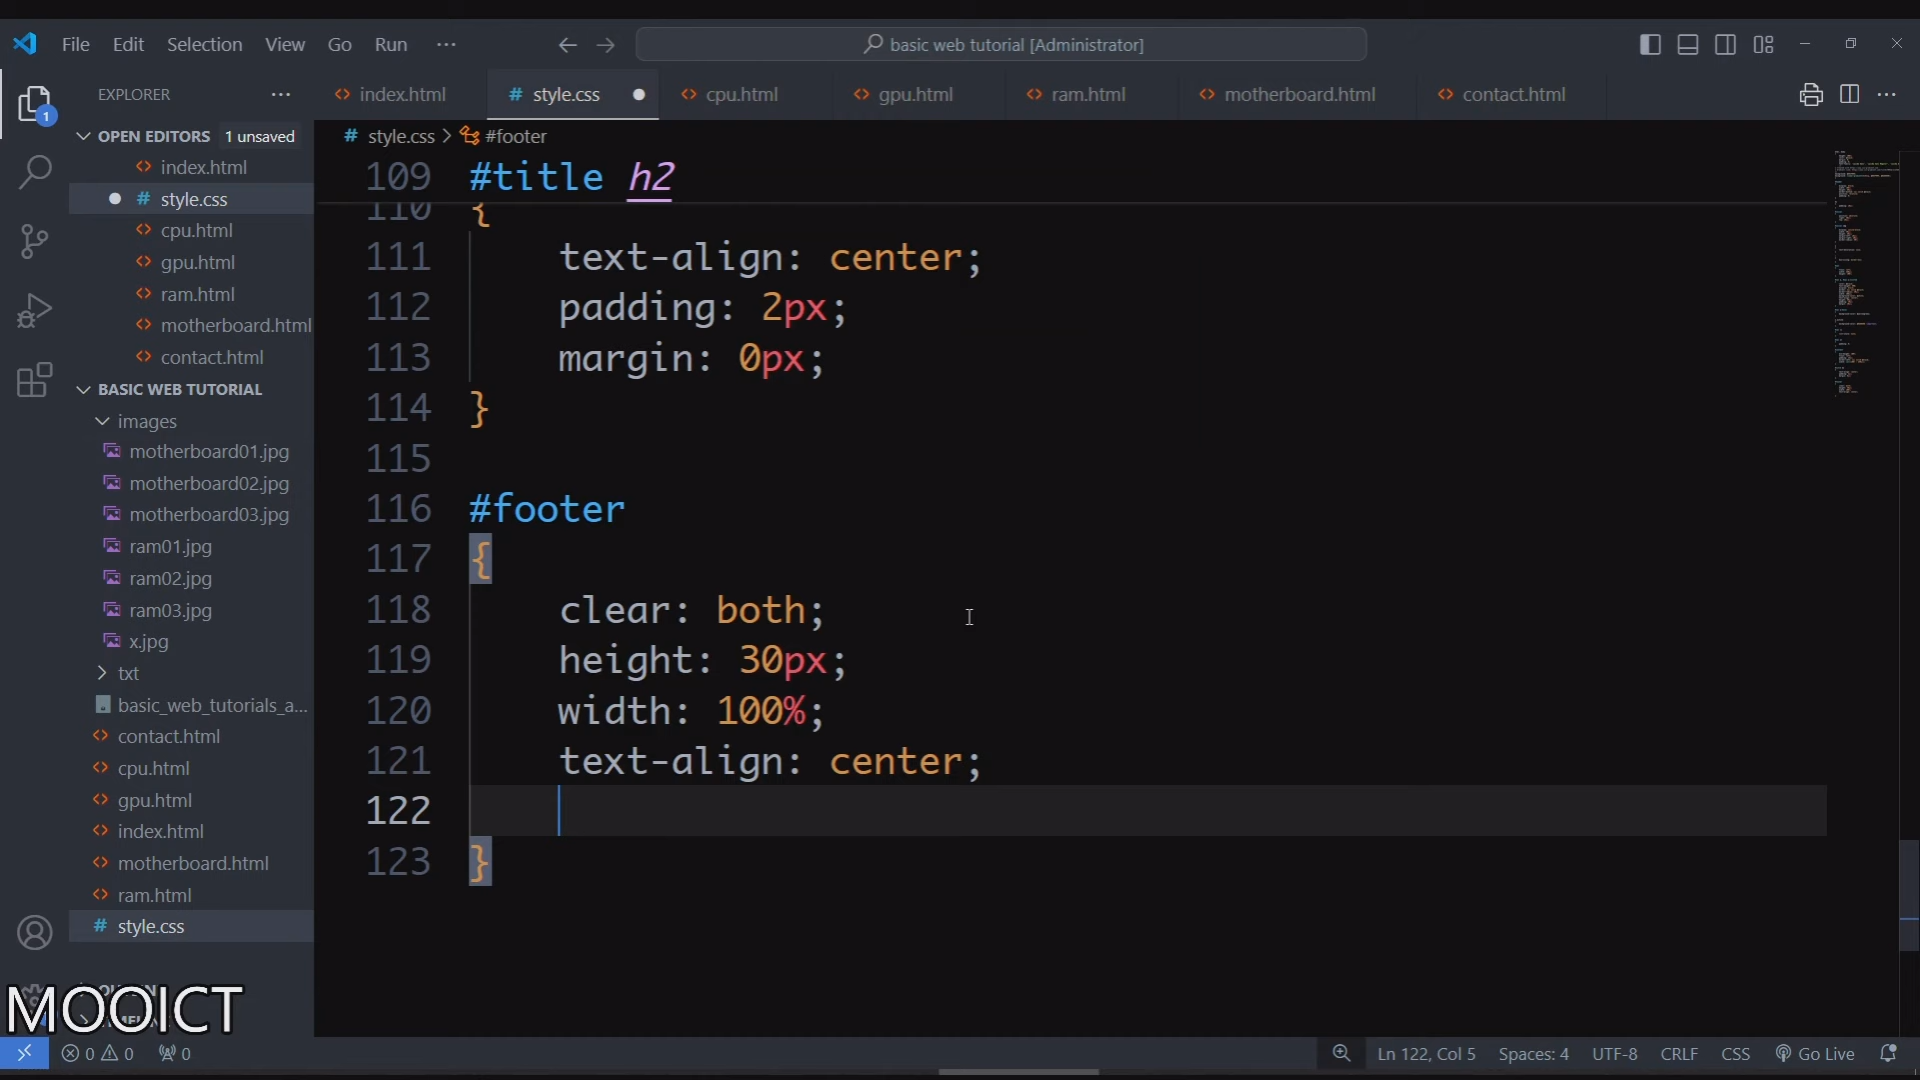 File Edit Selection View Go Run ···
basic web tutorial [Administrator]
EXPLORER ···
index.html # style.css cpu.html gpu.html ram.html motherboard.html contact.html
OPEN EDITORS 1 unsaved
index.html
# style.css
cpu.html
gpu.html
ram.html
motherboard.html
contact.html
BASIC WEB TUTORIAL
images
motherboard01.jpg
motherboard02.jpg
motherboard03.jpg
ram01.jpg
ram02.jpg
ram03.jpg
x.jpg
txt
basic_web_tutorials_a...
contact.html
cpu.html
gpu.html
index.html
motherboard.html
ram.html
# style.css
1
# style.css > #footer
109 #title h2
110 {
111 text-align: center;
112 padding: 2px;
113 margin: 0px;
114 }
115
116 #footer
117 {
118 clear: both;
119 height: 30px;
120 width: 100%;
121 text-align: center;
122
123 }
MOOICT
0 0 0 Ln 122, Col 5 Spaces: 4 UTF-8 CRLF CSS Go Live